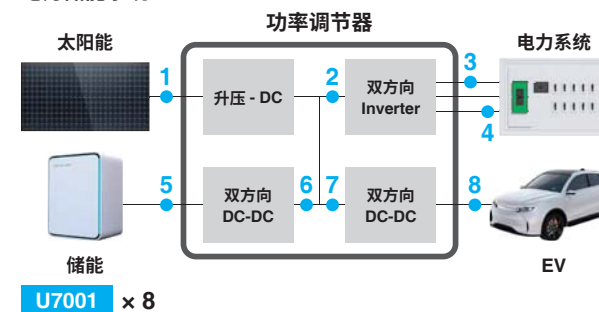 功率调节器
太阳能
电力系统
1
2
3
升压 - DC
双方向
Inverter
4
5
6
7
8
双方向
DC-DC
双方向
DC-DC
储能
EV
U7001 × 8